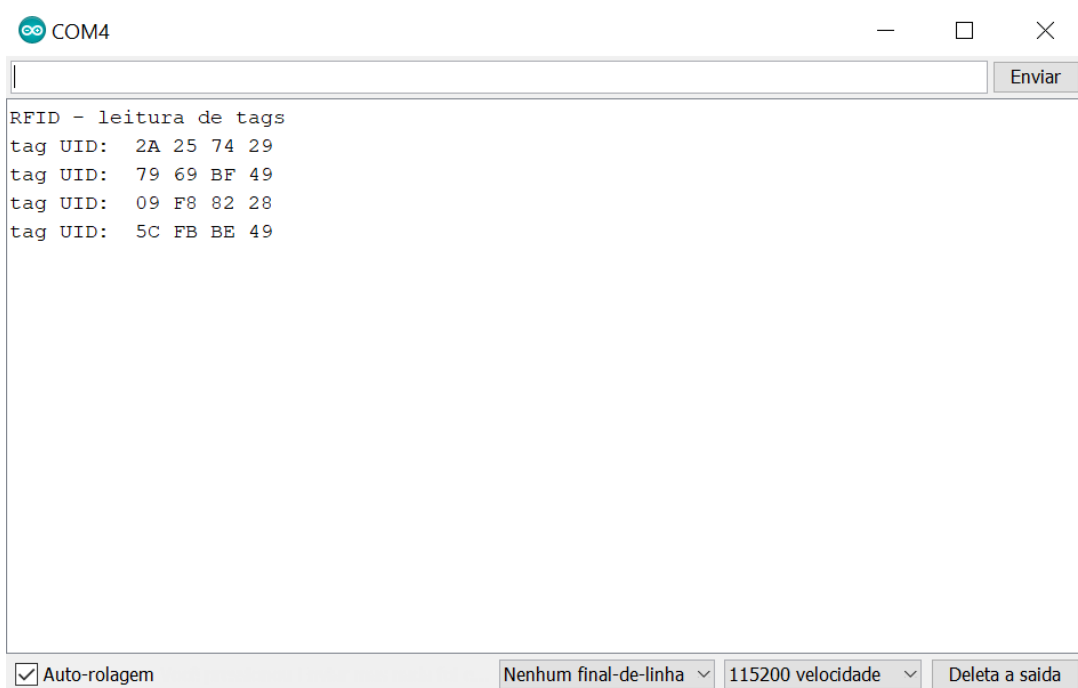 COM4
Enviar
RFID - leitura de tags
tag UID:  2A 25 74 29
tag UID:  79 69 BF 49
tag UID:  09 F8 82 28
tag UID:  5C FB BE 49
Auto-rolagem
Nenhum final-de-linha
115200 velocidade
Deleta a saida